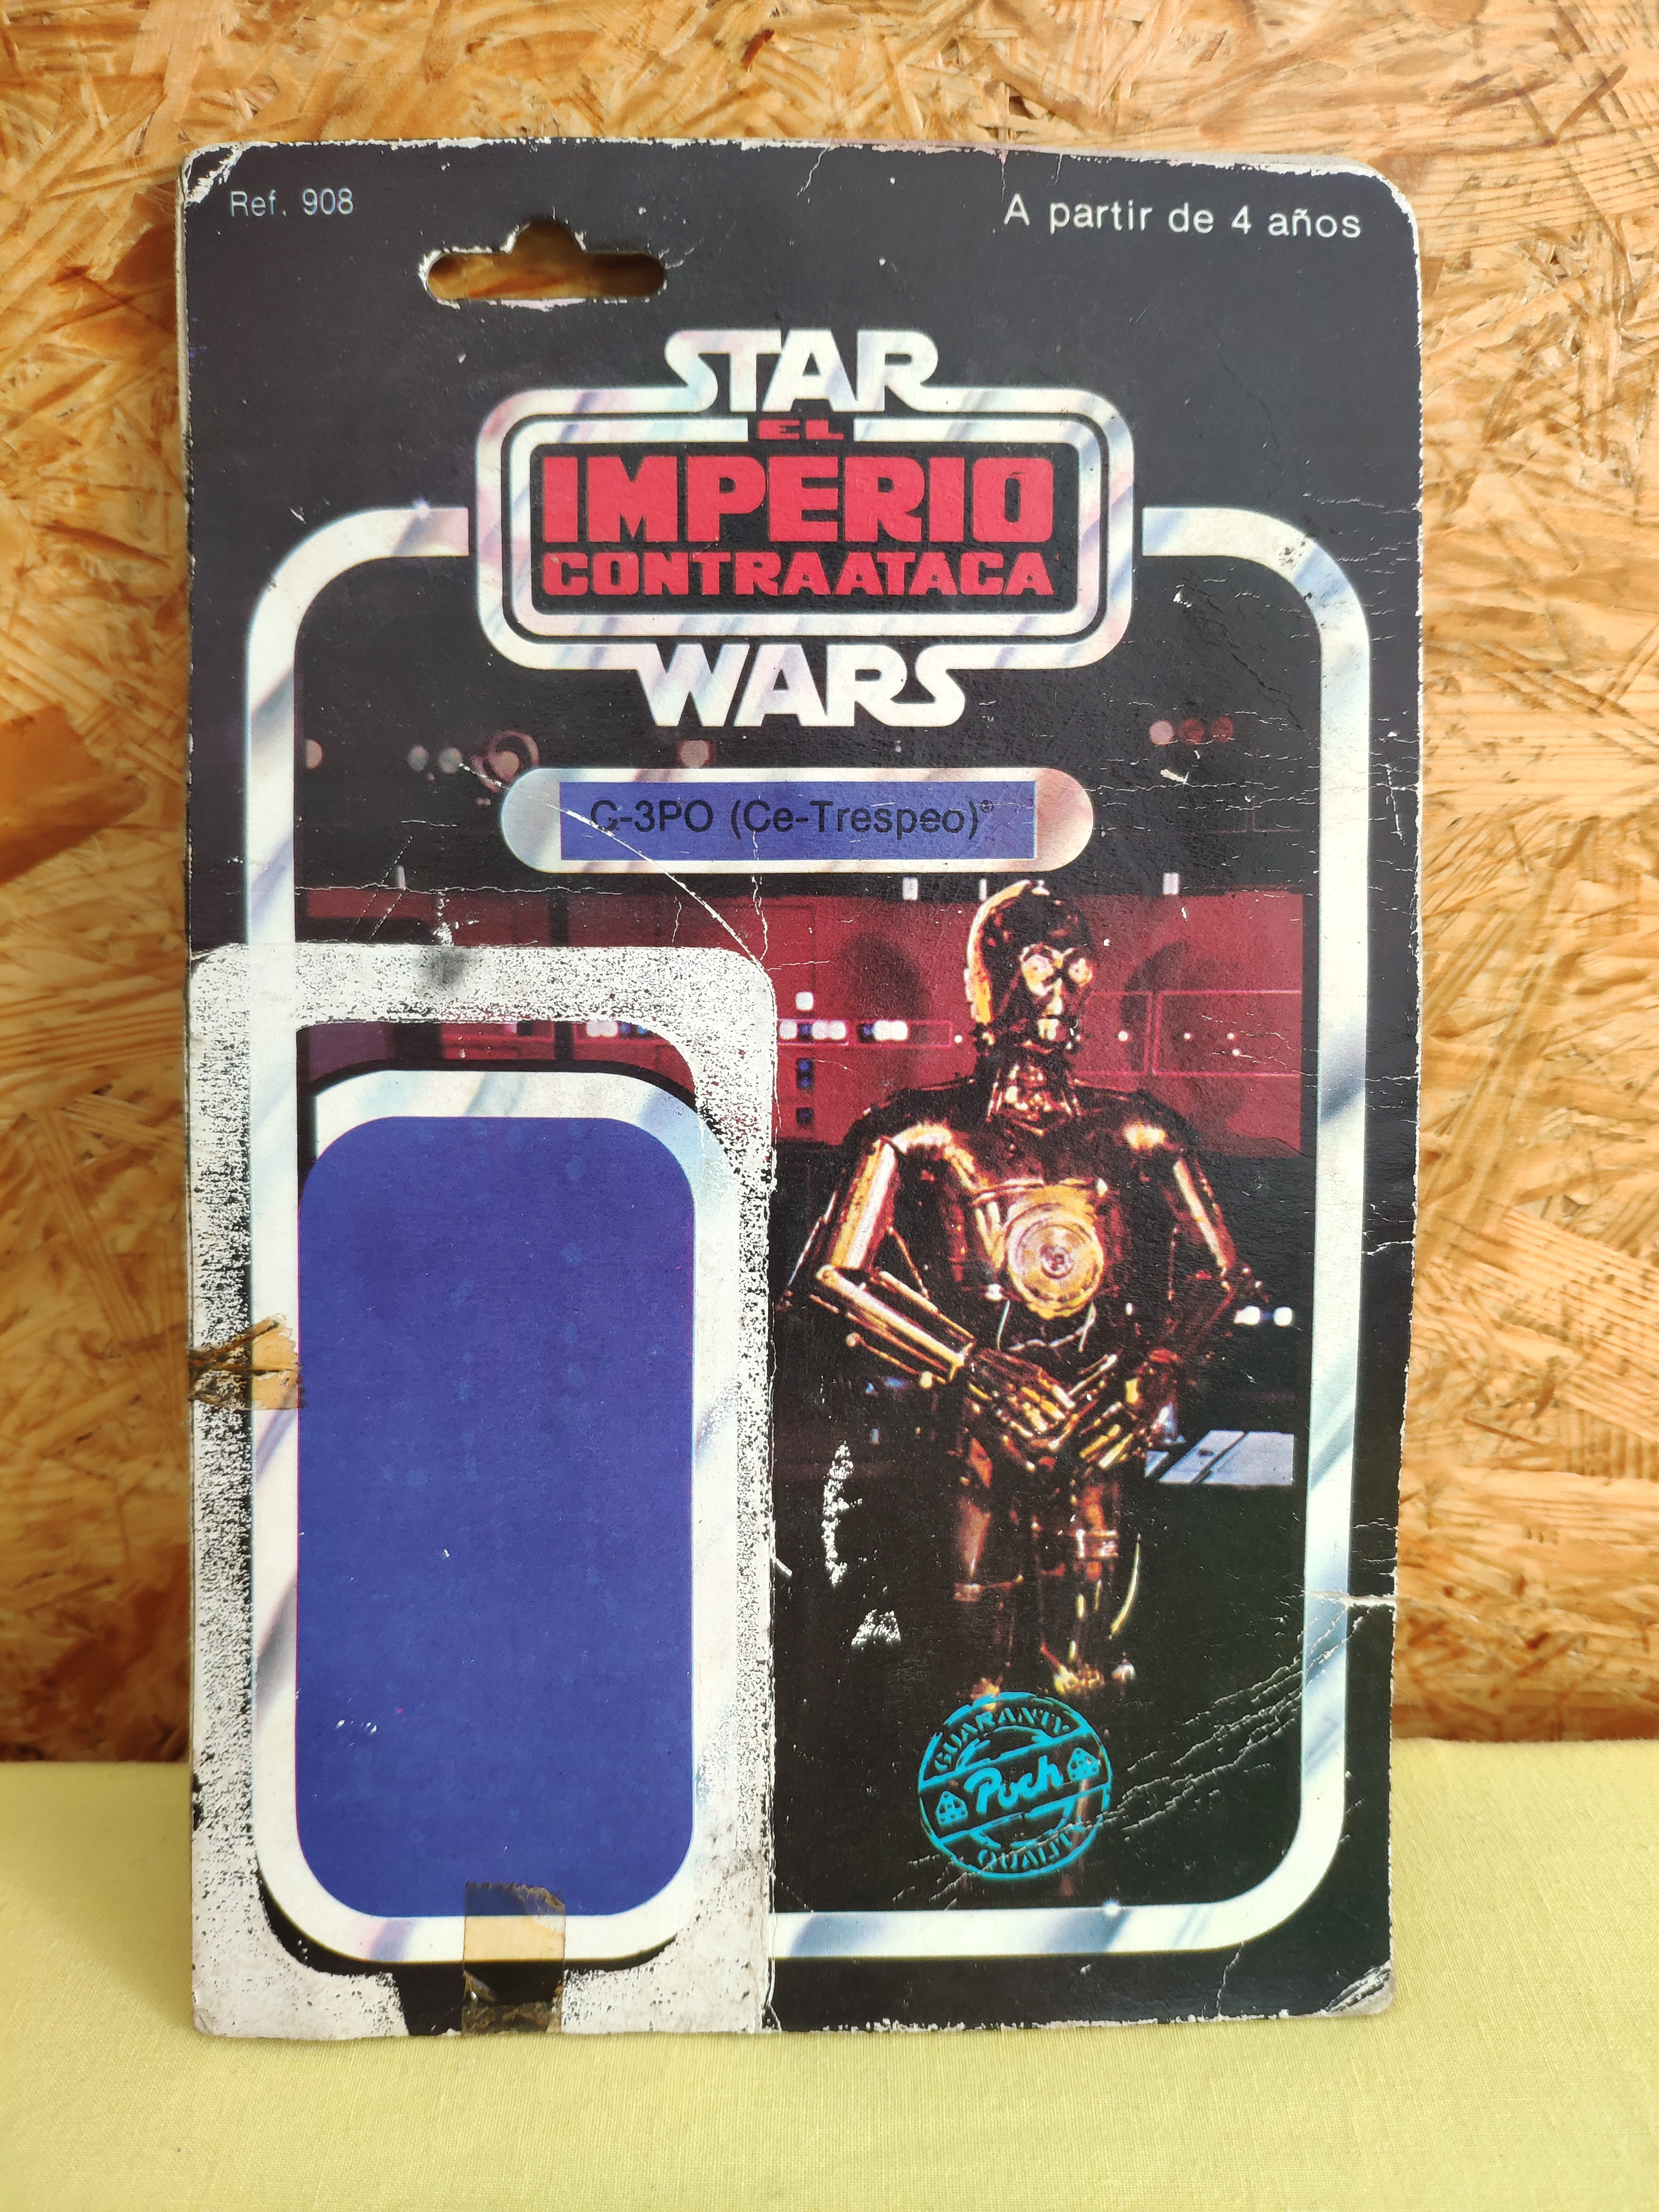 Ref. 908
A partir de 4 años
STAR
EL
IMPERIO
CONTRAATACA
WARS
C-3PO (Ce-Trespeo)®
GUARANTY
Poch
QUALITY